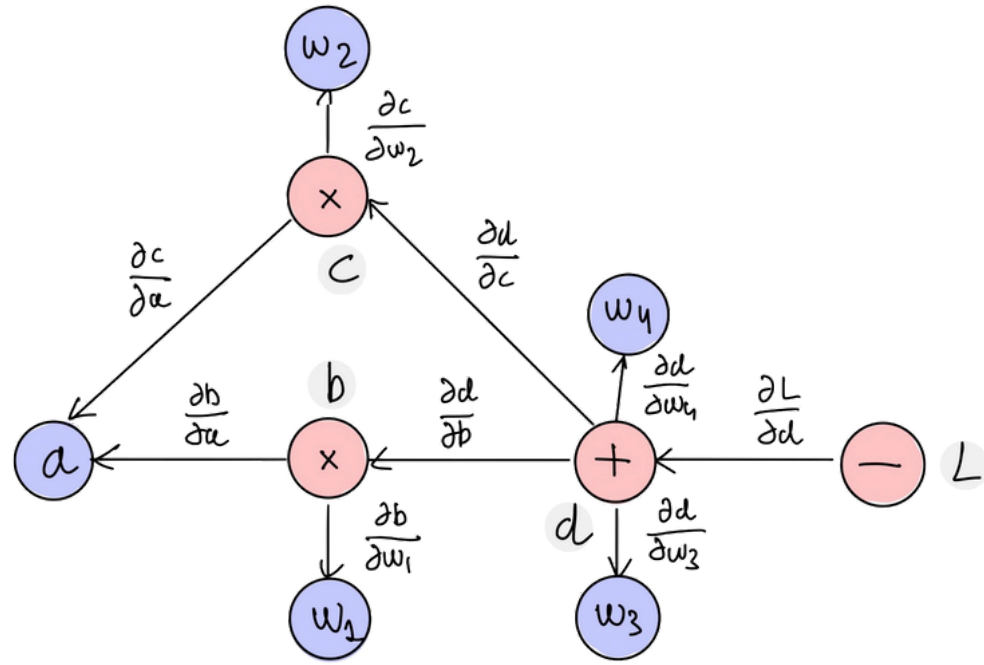 w2
∂c
∂w2
×
c
∂c
∂a
∂d
∂c
w4
b
∂b
∂a
∂d
∂b
∂d
∂w4
∂L
∂d
a
×
+
−
L
d
∂b
∂w1
∂d
∂w3
w1
w3